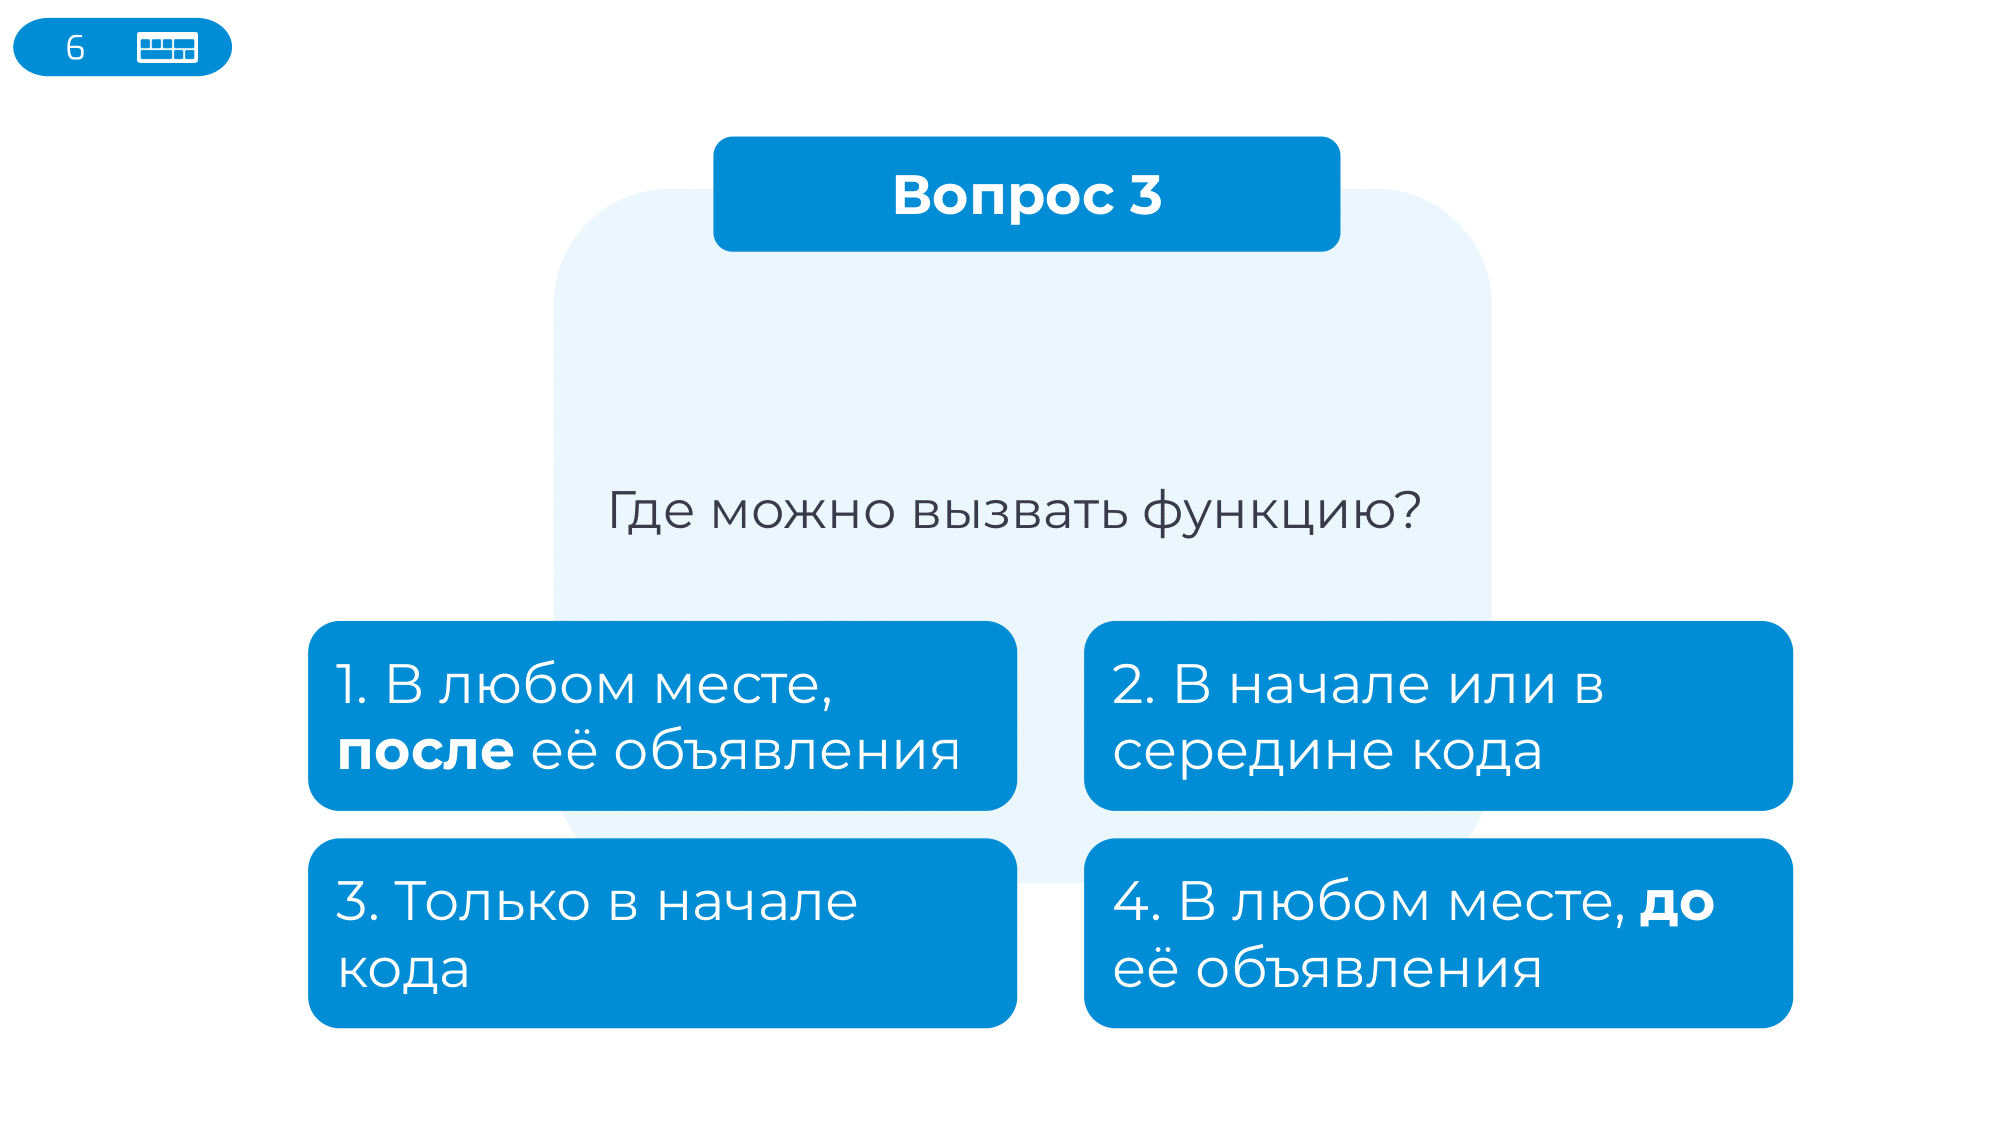 6
Вопрос 3
Где можно вызвать функцию?
1. В любом месте,
после её объявления
2. В начале или в
середине кода
3. Только в начале
кода
4. В любом месте, до
её объявления